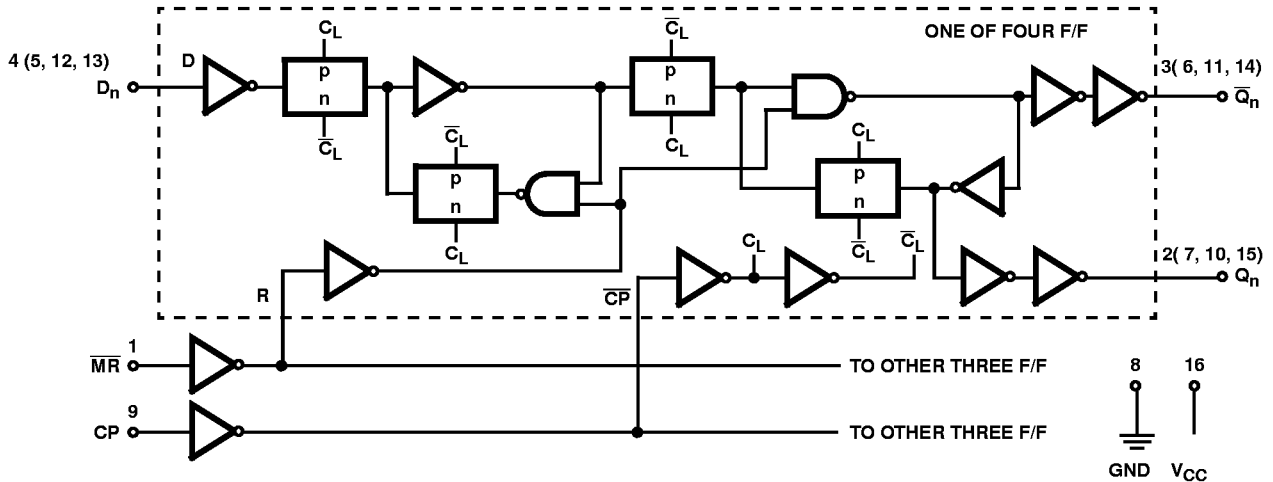 ONE OF FOUR F/F
4 (5, 12, 13)
Dn
D
CL
p
n
C̅L
C̅L
p
n
CL
3( 6, 11, 14)
Q̅n
C̅L
p
n
CL
CL
p
n
C̅L
R
C̅P̅
CL
C̅L
2( 7, 10, 15)
Qn
1
M̅R̅
TO OTHER THREE F/F
9
CP
TO OTHER THREE F/F
8
GND
16
VCC